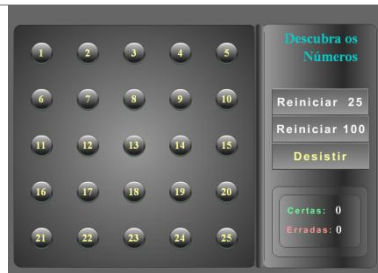 Descubra os
Números
1 2 3 4 5
6 7 8 9 10
11 12 13 14 15
16 17 18 19 20
21 22 23 24 25
Reiniciar 25
Reiniciar 100
Desistir
Certas: 0
Erradas: 0